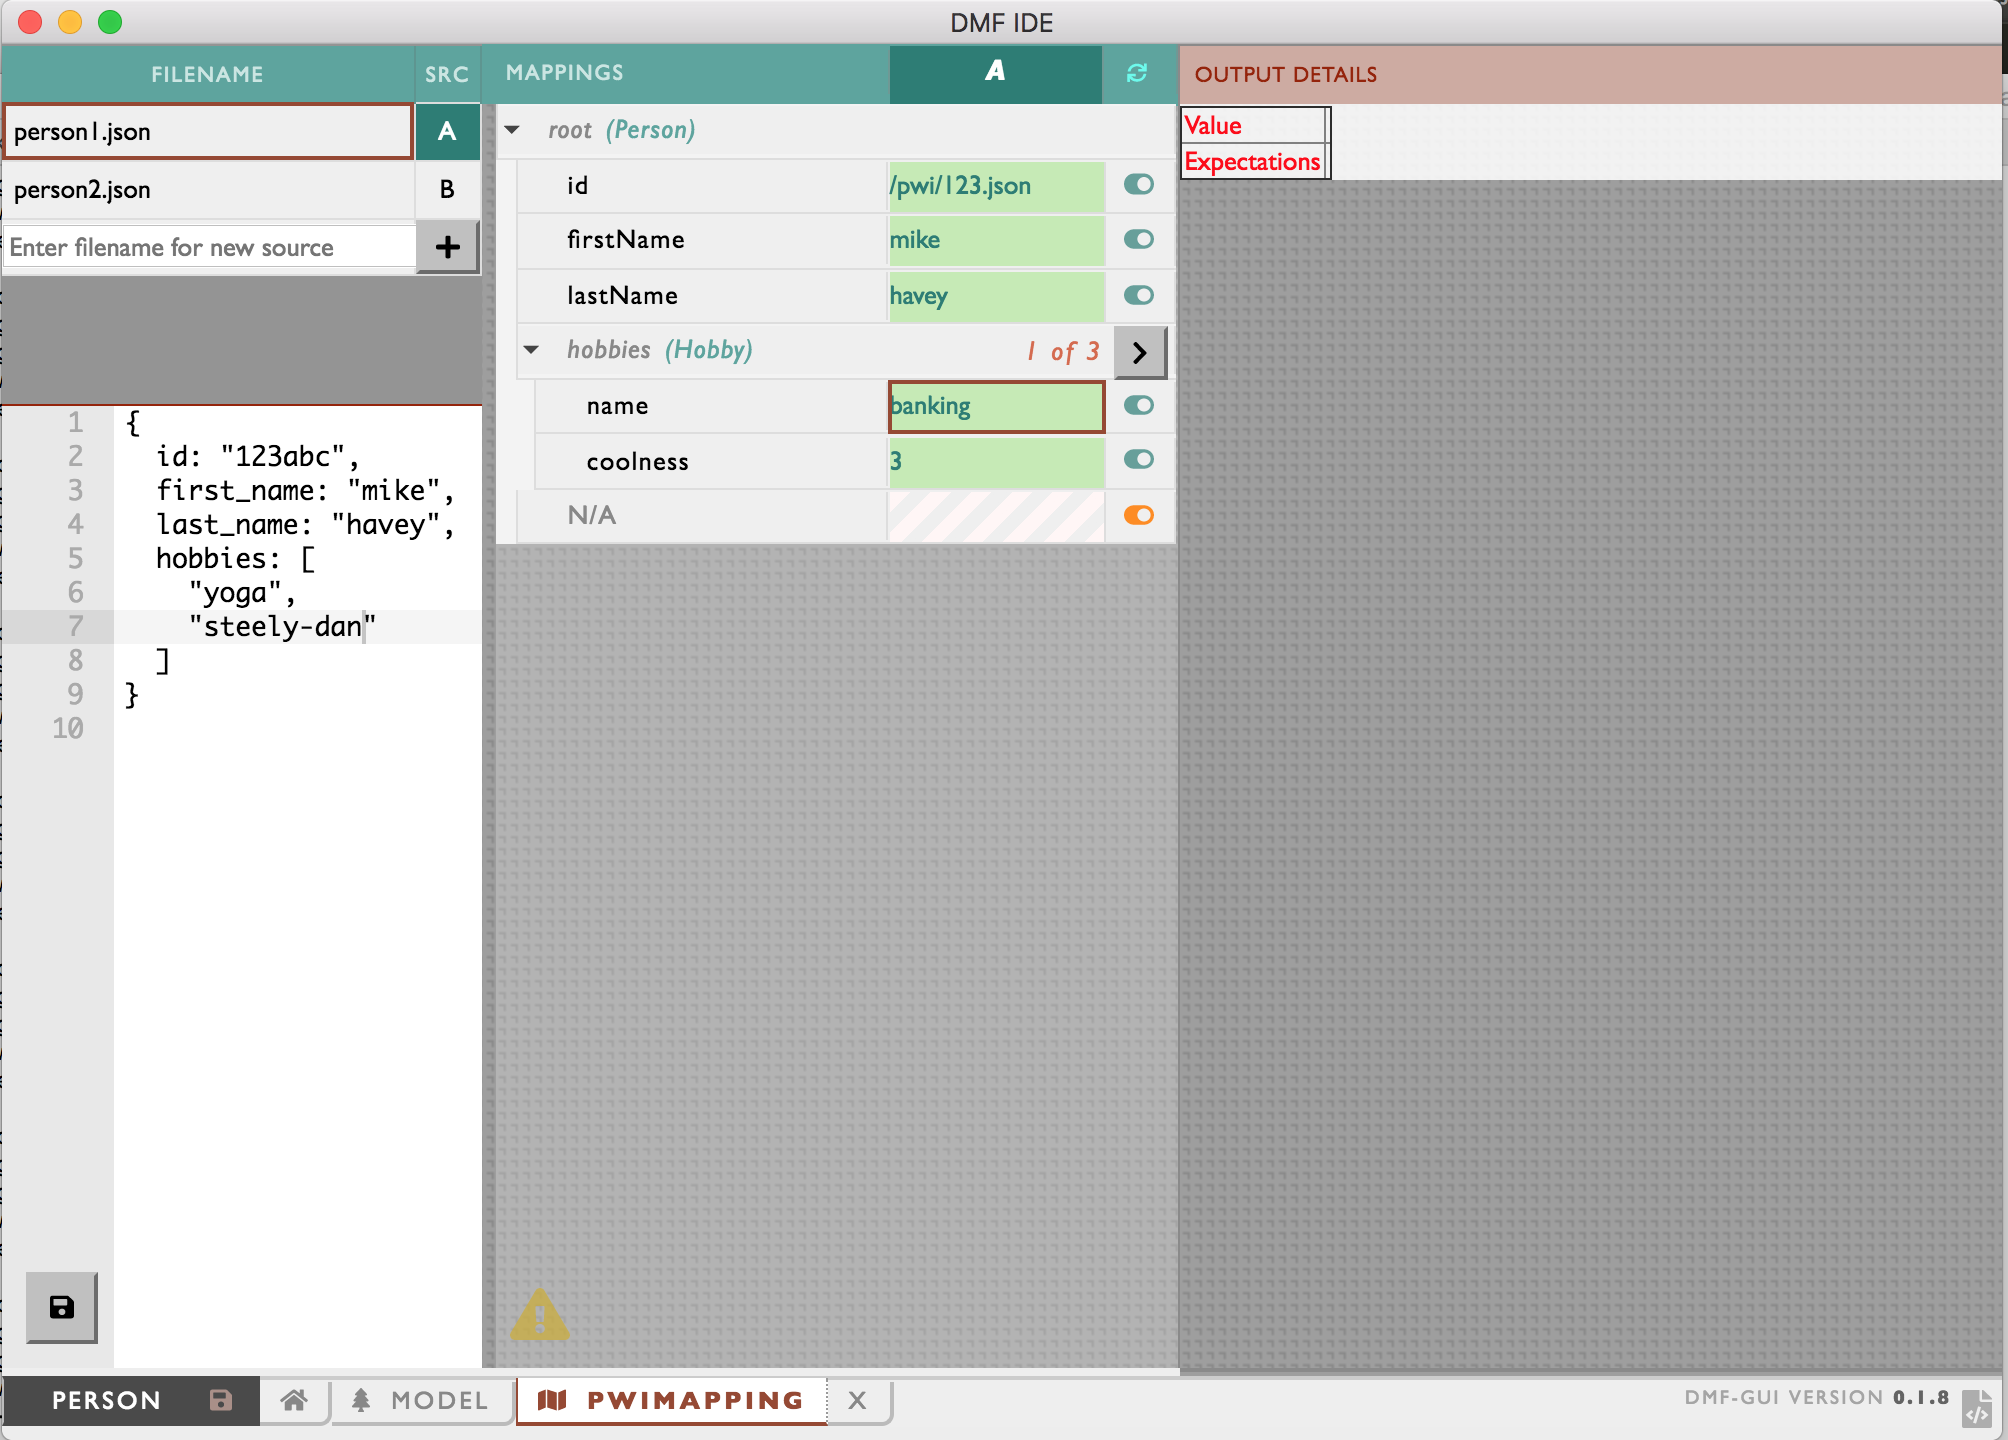 DMF IDE
FILENAME SRC
person1.json A
person2.json B
Enter filename for new source
1 {
2 id: "123abc",
3 first_name: "mike",
4 last_name: "havey",
5 hobbies: [
6 "yoga",
7 "steely-dan"
8 ]
9 }
10
MAPPINGS A
root (Person)
id /pwi/123.json
firstName mike
lastName havey
hobbies (Hobby) 1 of 3
name banking
coolness 3
N/A
OUTPUT DETAILS
Value
Expectations
PERSON MODEL PWIMAPPING X
DMF-GUI VERSION 0.1.8